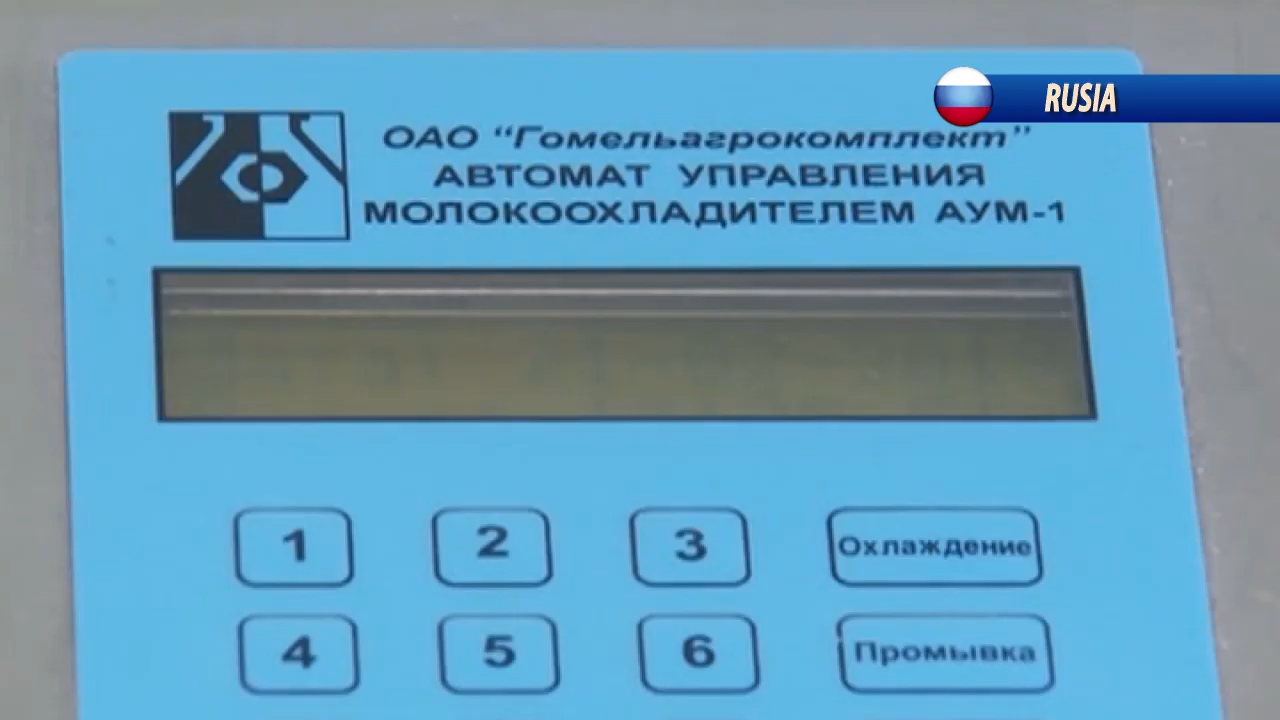 RUSIA
ОАО “Гомельагрокомплект”
АВТОМАТ УПРАВЛЕНИЯ
МОЛОКООХЛАДИТЕЛЕМ АУМ-1
1 2 3 Охлаждение
4 5 6 Промывка